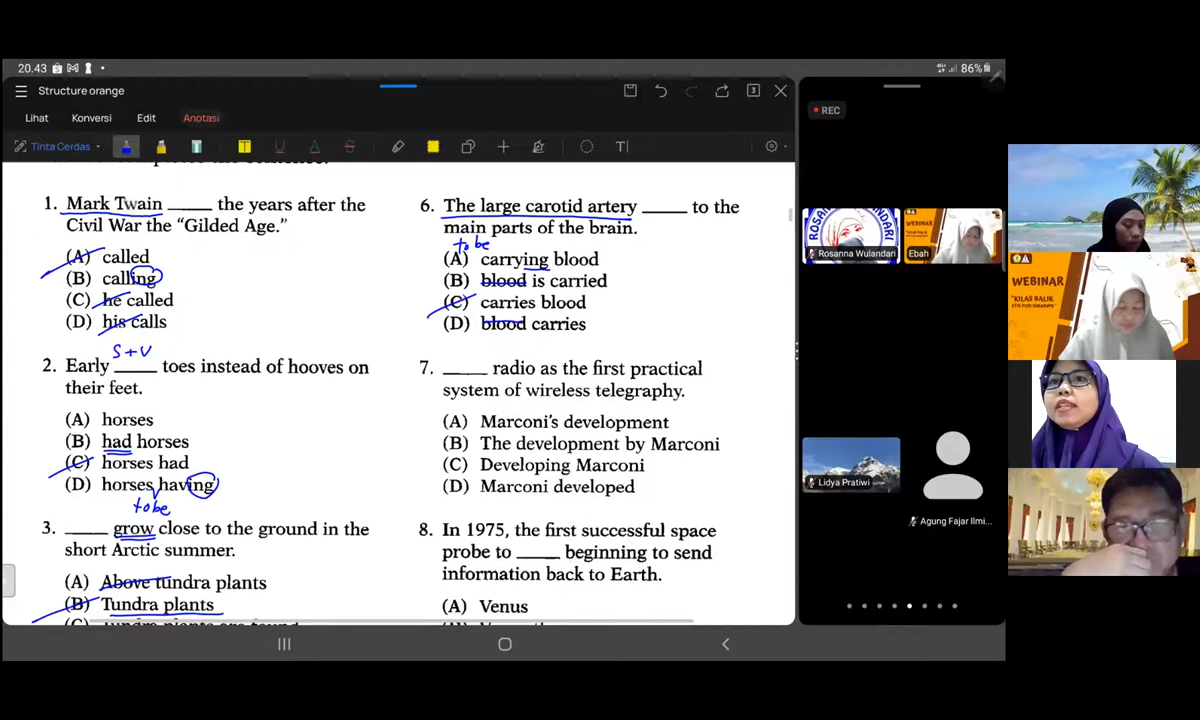 20.43
86%
Structure orange
3
Lihat Konversi Edit Anotasi
Tinta Cerdas
1. Mark Twain _____ the years after the
Civil War the "Gilded Age."
(A) called
(B) calling
(C) he called
(D) his calls
S+V
2. Early _____ toes instead of hooves on
their feet.
(A) horses
(B) had horses
(C) horses had
(D) horses having
to be
3. _____ grow close to the ground in the
short Arctic summer.
(A) Above tundra plants
(B) Tundra plants
6. The large carotid artery _____ to the
main parts of the brain.
to be
(A) carrying blood
(B) blood is carried
(C) carries blood
(D) blood carries
7. _____ radio as the first practical
system of wireless telegraphy.
(A) Marconi's development
(B) The development by Marconi
(C) Developing Marconi
(D) Marconi developed
8. In 1975, the first successful space
probe to _____ beginning to send
information back to Earth.
(A) Venus
REC
Rosanna Wulandari
WEBINAR
Ebah
Lidya Pratiwi
Agung Fajar Ilmi...
WEBINAR
"KILAS BALIK